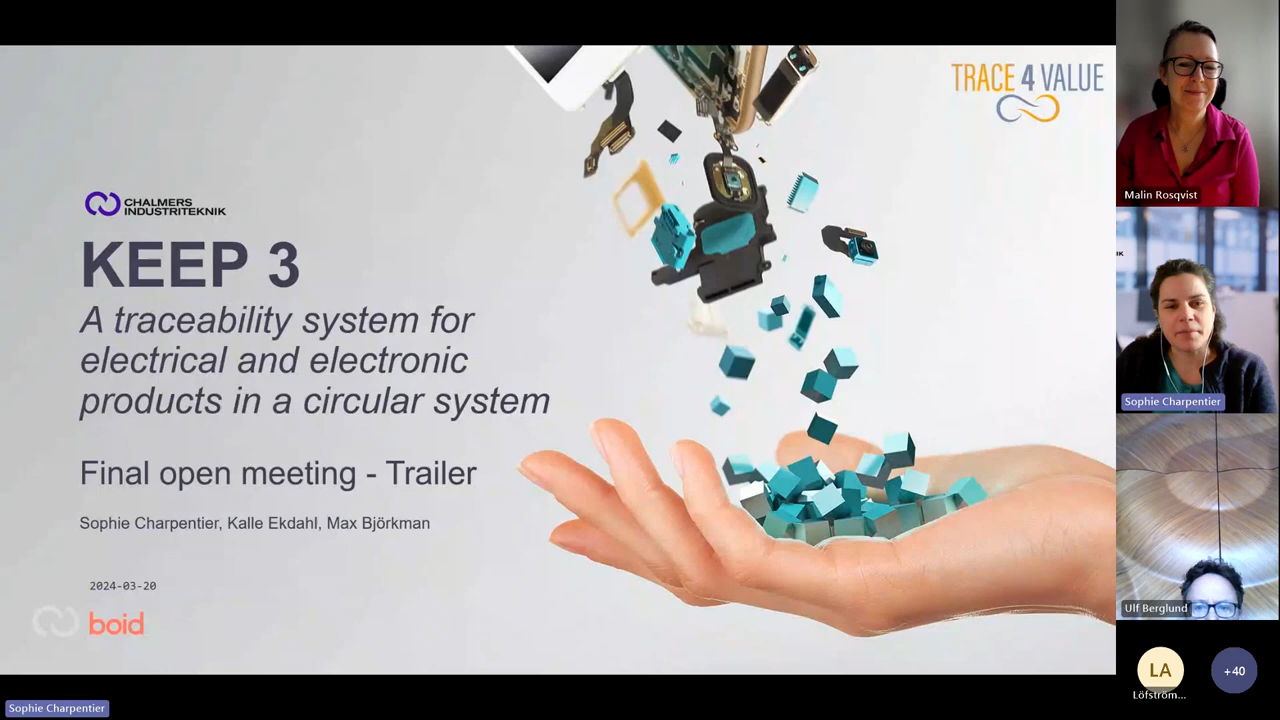 TRACE 4 VALUE
CHALMERS
INDUSTRITEKNIK
KEEP 3
A traceability system for
electrical and electronic
products in a circular system
Final open meeting - Trailer
Sophie Charpentier, Kalle Ekdahl, Max Björkman
2024-03-20
boid
Sophie Charpentier
Malin Rosqvist
IK
Sophie Charpentier
Ulf Berglund
LA
Löfström...
+40